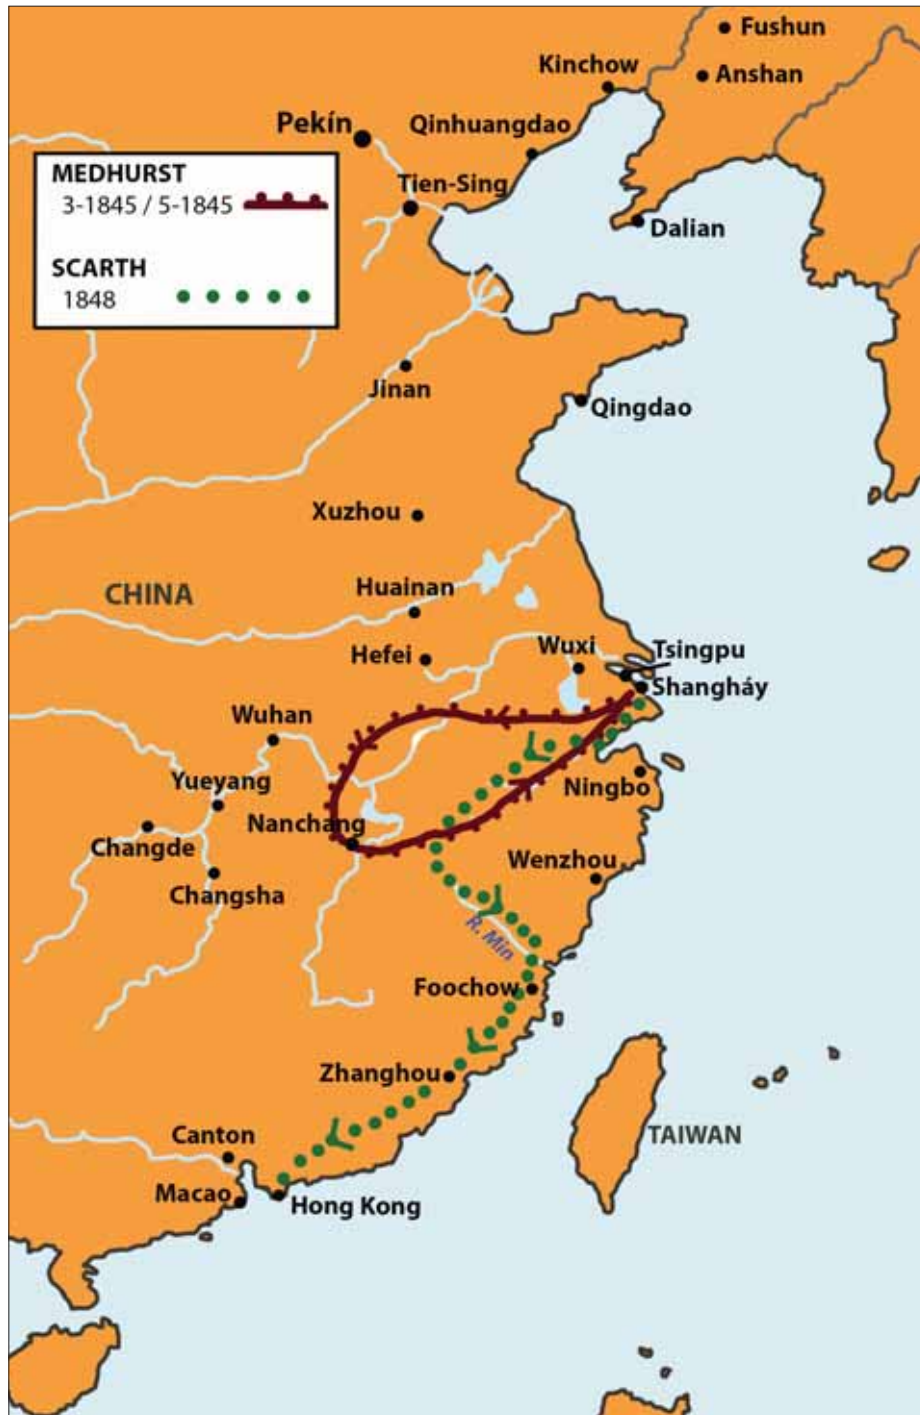 Fushun
Kinchow
Anshan
Pekín
Qinhuangdao
MEDHURST
3-1845 / 5-1845
Tien-Sing
Dalian
SCARTH
1848
Jinan
Qingdao
Xuzhou
CHINA
Huainan
Hefei
Wuxi
Tsingpu
Shangháy
Wuhan
Yueyang
Ningbo
Nanchang
Changde
Wenzhou
Changsha
R. Min
Foochow
Zhanghou
Canton
TAIWAN
Macao
Hong Kong